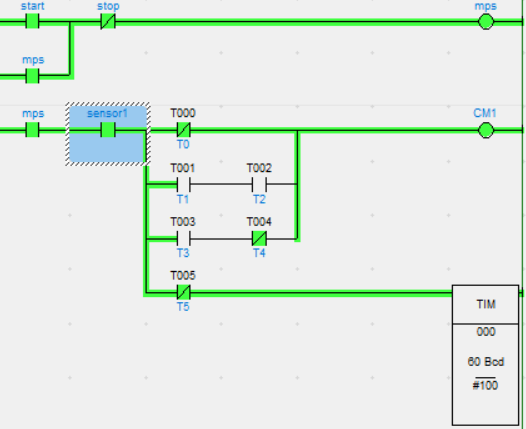 start stop mps
mps
mps sensor1 T000 CM1
T0
T001 T002
T1 T2
T003 T004
T3 T4
T005
T5
TIM
000
60 Bcd
#100